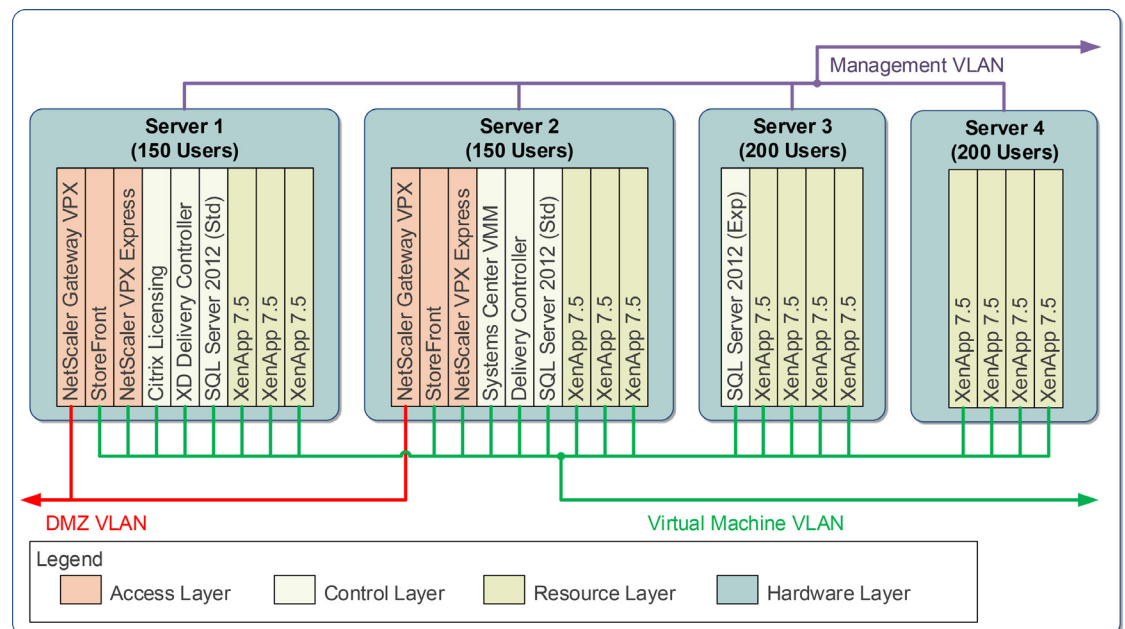 Management VLAN
Server 1
(150 Users)
NetScaler Gateway VPX
StoreFront
NetScaler VPX Express
Citrix Licensing
XD Delivery Controller
SQL Server 2012 (Std)
XenApp 7.5
XenApp 7.5
XenApp 7.5
Server 2
(150 Users)
NetScaler Gateway VPX
StoreFront
NetScaler VPX Express
Systems Center VMM
Delivery Controller
SQL Server 2012 (Std)
XenApp 7.5
XenApp 7.5
XenApp 7.5
Server 3
(200 Users)
SQL Server 2012 (Exp)
XenApp 7.5
XenApp 7.5
XenApp 7.5
XenApp 7.5
Server 4
(200 Users)
XenApp 7.5
XenApp 7.5
XenApp 7.5
XenApp 7.5
DMZ VLAN
Virtual Machine VLAN
Legend
Access Layer
Control Layer
Resource Layer
Hardware Layer